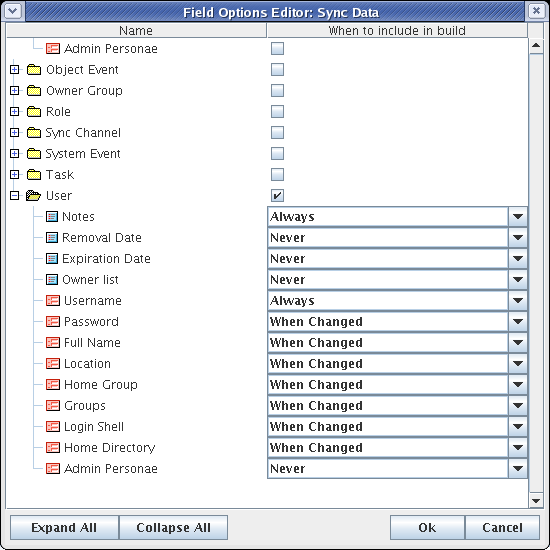 Field Options Editor: Sync Data
Name When to include in build
Admin Personae
Object Event
Owner Group
Role
Sync Channel
System Event
Task
User
Notes Always
Removal Date Never
Expiration Date Never
Owner list Never
Username Always
Password When Changed
Full Name When Changed
Location When Changed
Home Group When Changed
Groups When Changed
Login Shell When Changed
Home Directory When Changed
Admin Personae Never
Expand All Collapse All Ok Cancel